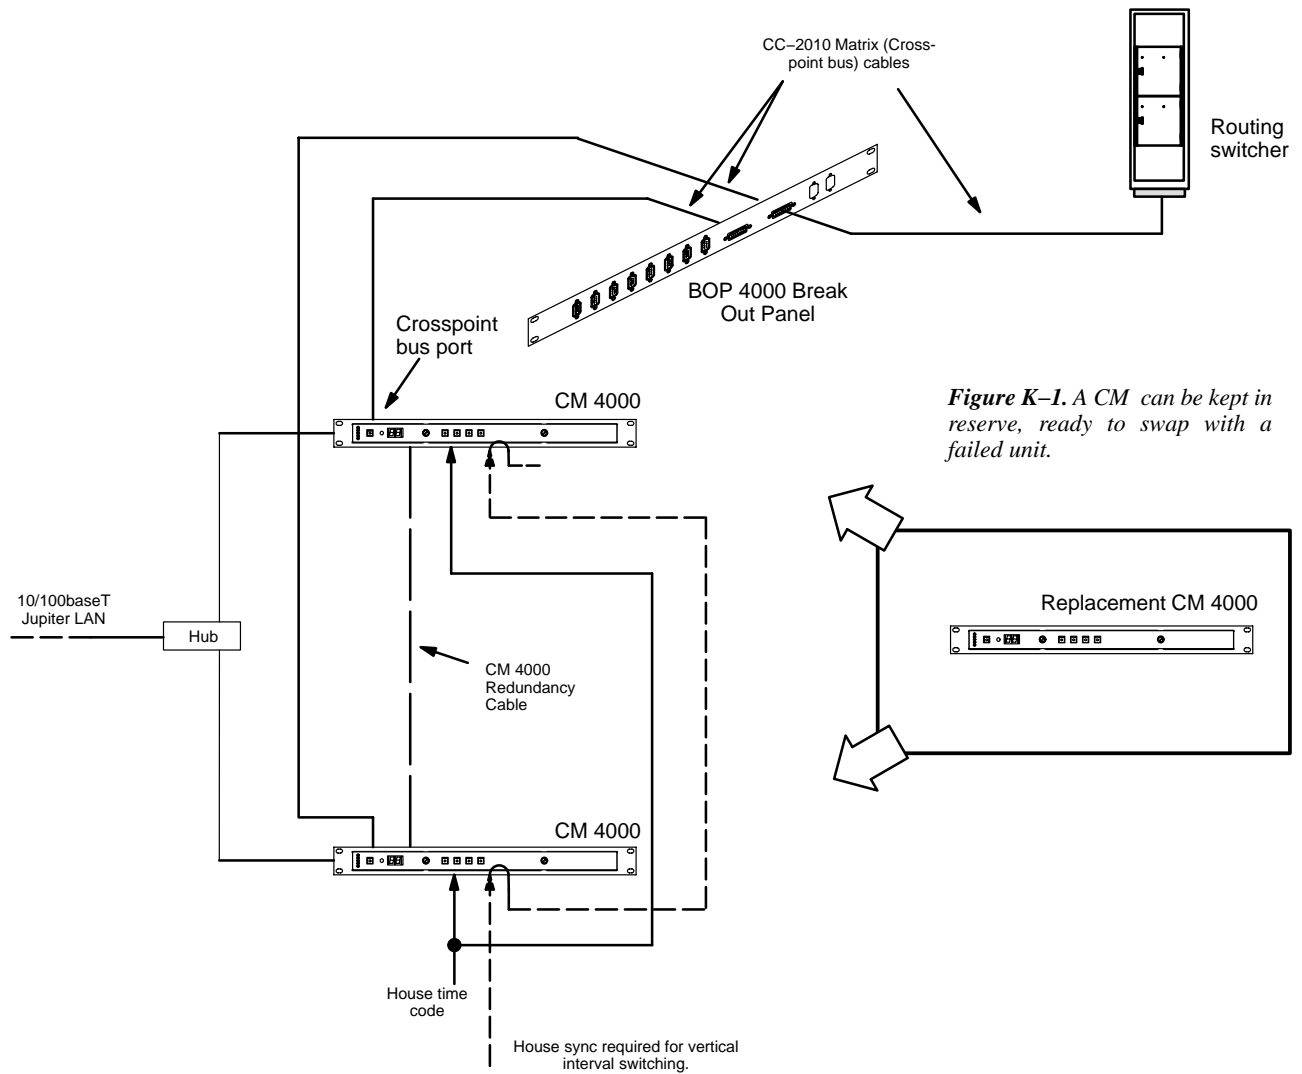 CC−2010 Matrix (Cross-
point bus) cables
Routing
switcher
BOP 4000 Break
Out Panel
Crosspoint
bus port
CM 4000
Figure K−1. A CM can be kept in
reserve, ready to swap with a
failed unit.
10/100baseT
Jupiter LAN
Hub
Replacement CM 4000
CM 4000
Redundancy
Cable
CM 4000
House time
code
House sync required for vertical
interval switching.